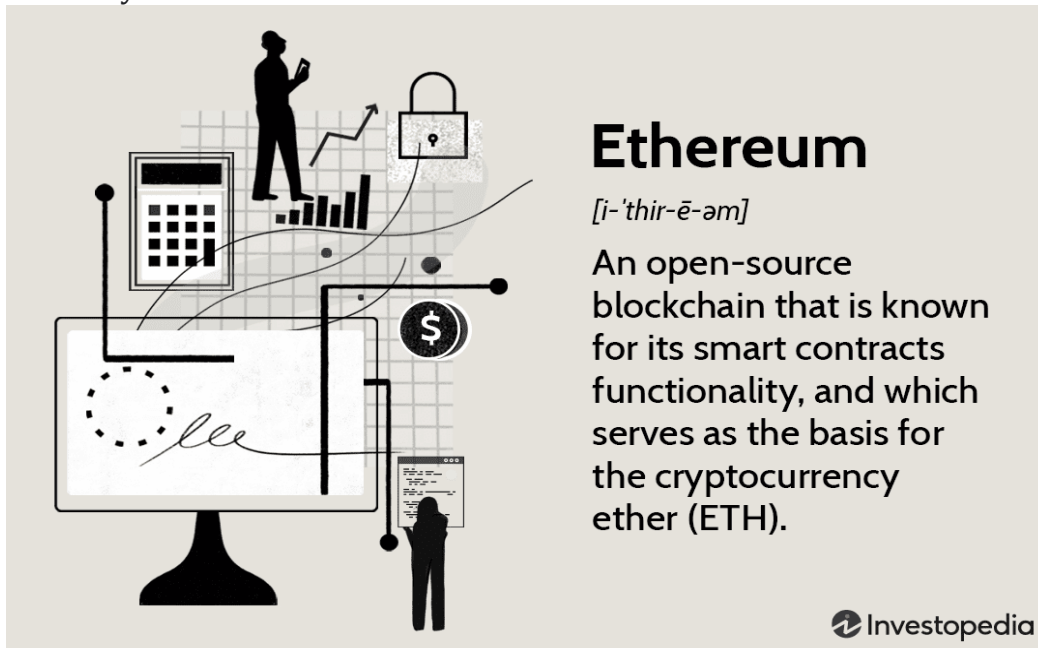 Ethereum
[i-ˈthir-ē-əm]
An open-source
blockchain that is known
for its smart contracts
functionality, and which
serves as the basis for
the cryptocurrency
ether (ETH).
$
Investopedia